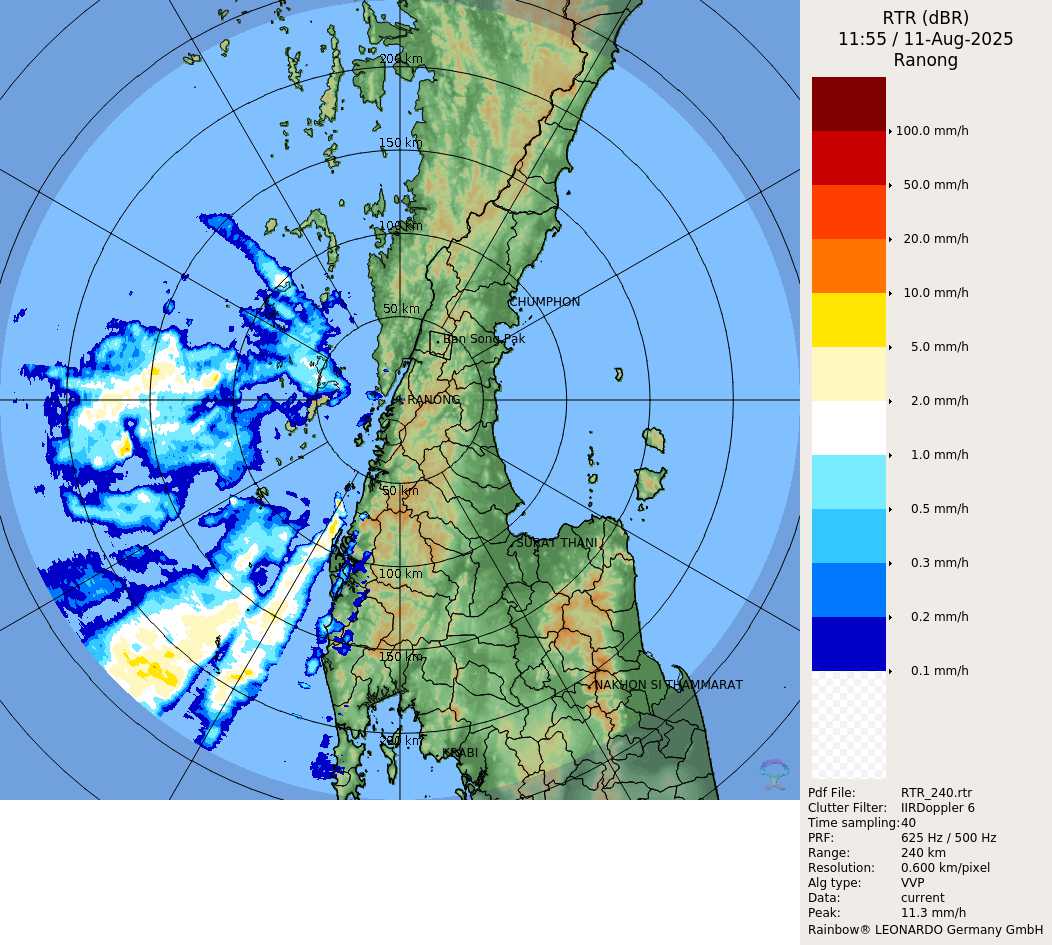 200 km
150 km
100 km
50 km
CHUMPHON
Ban Song Pak
RANONG
50 km
SURAT THANI
100 km
150 km
NAKHON SI THAMMARAT
200 km
KRABI
RTR (dBR)
11:55 / 11-Aug-2025
Ranong
100.0 mm/h
50.0 mm/h
20.0 mm/h
10.0 mm/h
5.0 mm/h
2.0 mm/h
1.0 mm/h
0.5 mm/h
0.3 mm/h
0.2 mm/h
0.1 mm/h
Pdf File: RTR_240.rtr
Clutter Filter: IIRDoppler 6
Time sampling:40
PRF: 625 Hz / 500 Hz
Range: 240 km
Resolution: 0.600 km/pixel
Alg type: VVP
Data: current
Peak: 11.3 mm/h
Rainbow® LEONARDO Germany GmbH